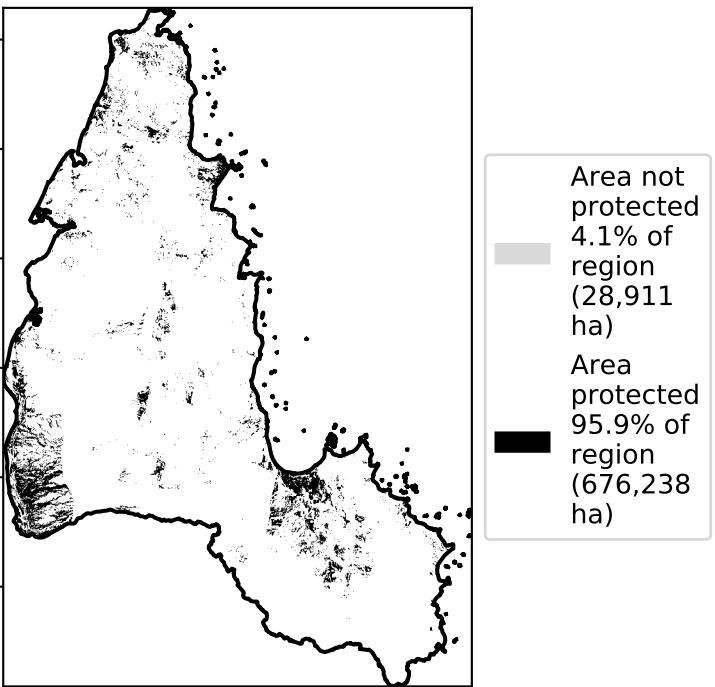 Area not
protected
4.1% of
region
(28,911
ha)
Area
protected
95.9% of
region
(676,238
ha)